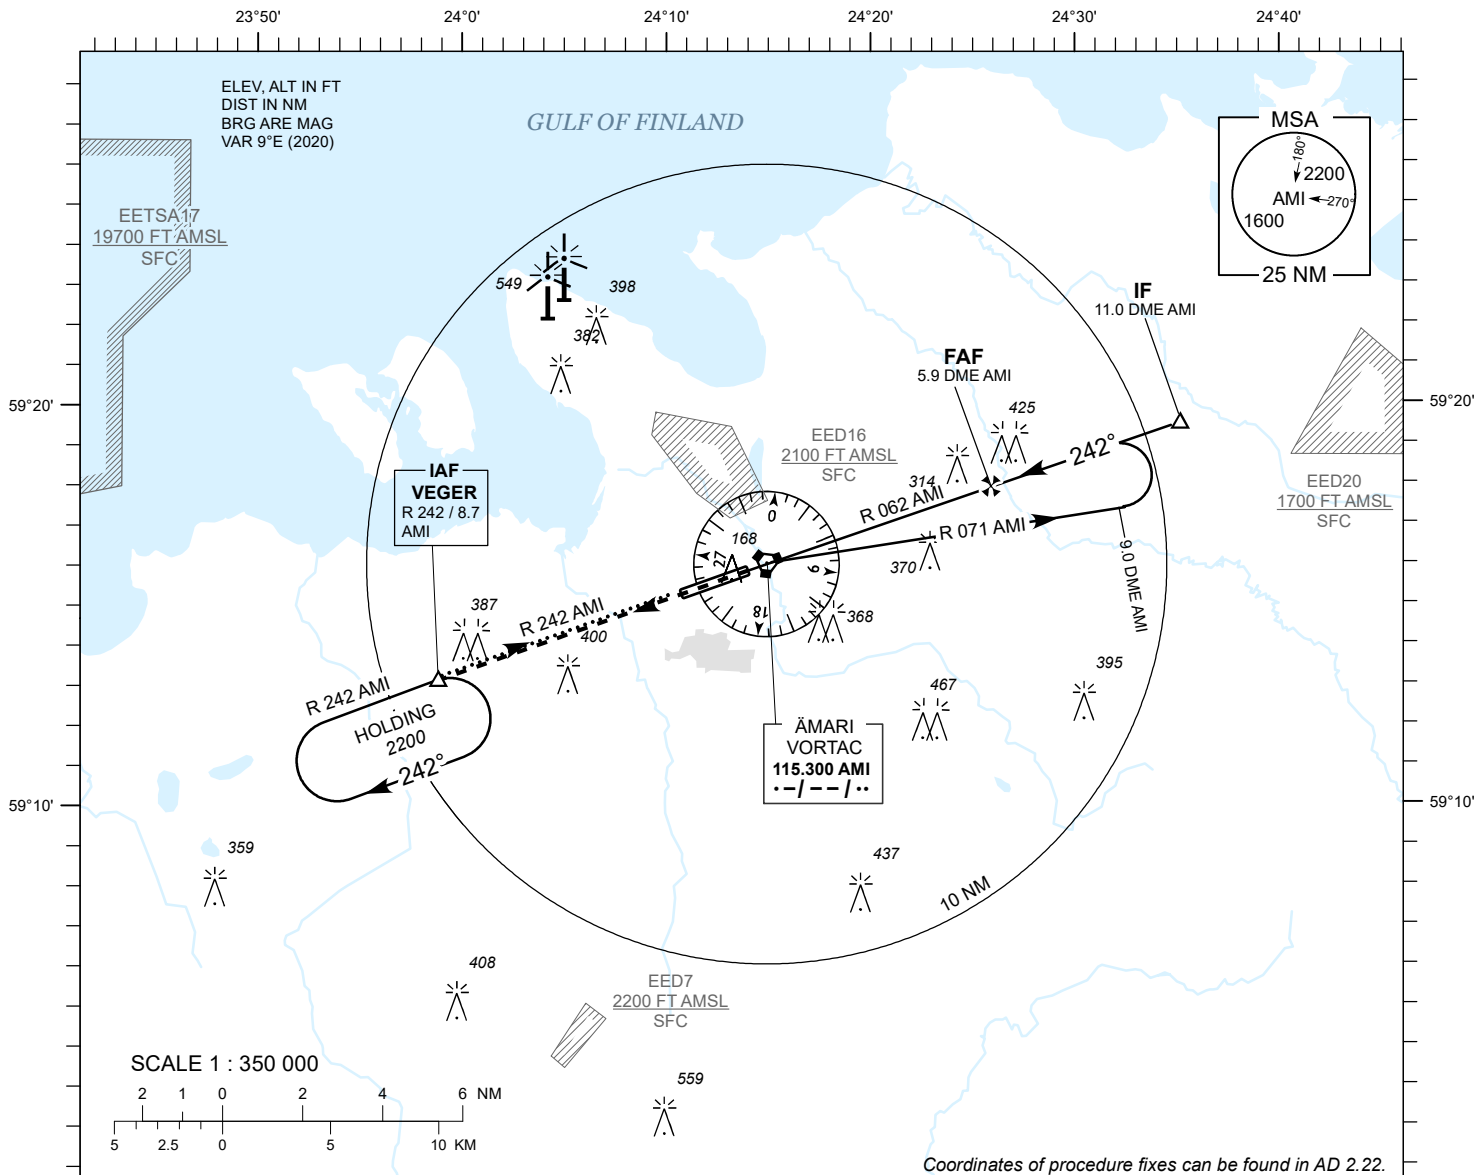 23°50'
24°0'
24°10'
24°20'
24°30'
24°40'
ELEV, ALT IN FT
DIST IN NM
BRG ARE MAG
VAR 9°E (2020)
GULF OF FINLAND
MSA
180°
2200
AMI
270°
1600
25 NM
EETSA17
19700 FT AMSL
SFC
549
398
382
IF
11.0 DME AMI
FAF
5.9 DME AMI
59°20'
59°20'
425
EED16
2100 FT AMSL
SFC
242°
314
EED20
1700 FT AMSL
SFC
IAF
VEGER
R 242 / 8.7
AMI
R 062 AMI
R 071 AMI
0
9
18
27
168
370
9.0 DME AMI
387
R 242 AMI
400
368
R 242 AMI
HOLDING
2200
242°
395
467
ÄMARI
VORTAC
115.300 AMI
59°10'
59°10'
359
437
10 NM
408
EED7
2200 FT AMSL
SFC
559
SCALE 1 : 350 000
2 1 0 2 4 6 NM
5 2.5 0 5 10 KM
Coordinates of procedure fixes can be found in AD 2.22.